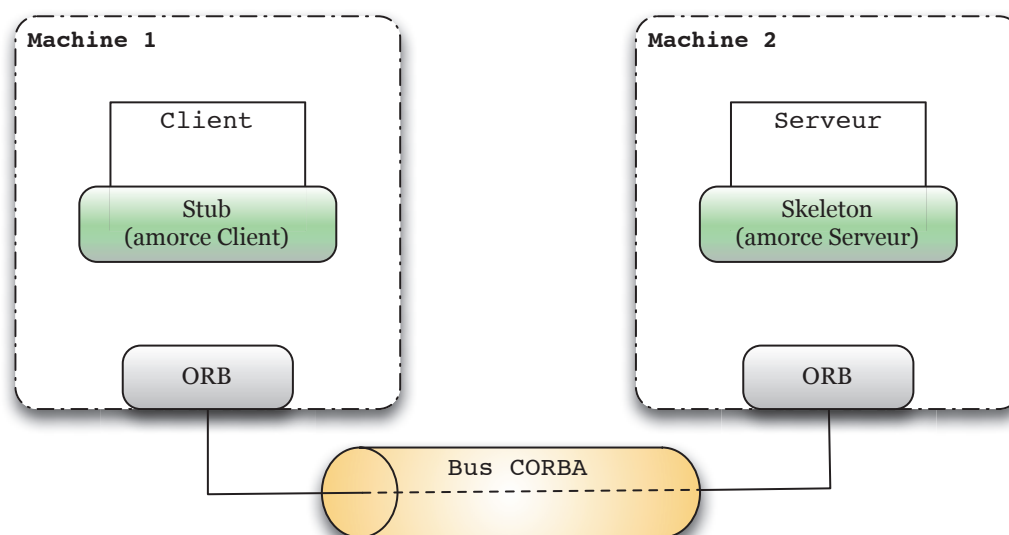 Machine 1
Client
Stub
(amorce Client)
ORB
Machine 2
Serveur
Skeleton
(amorce Serveur)
ORB
Bus CORBA